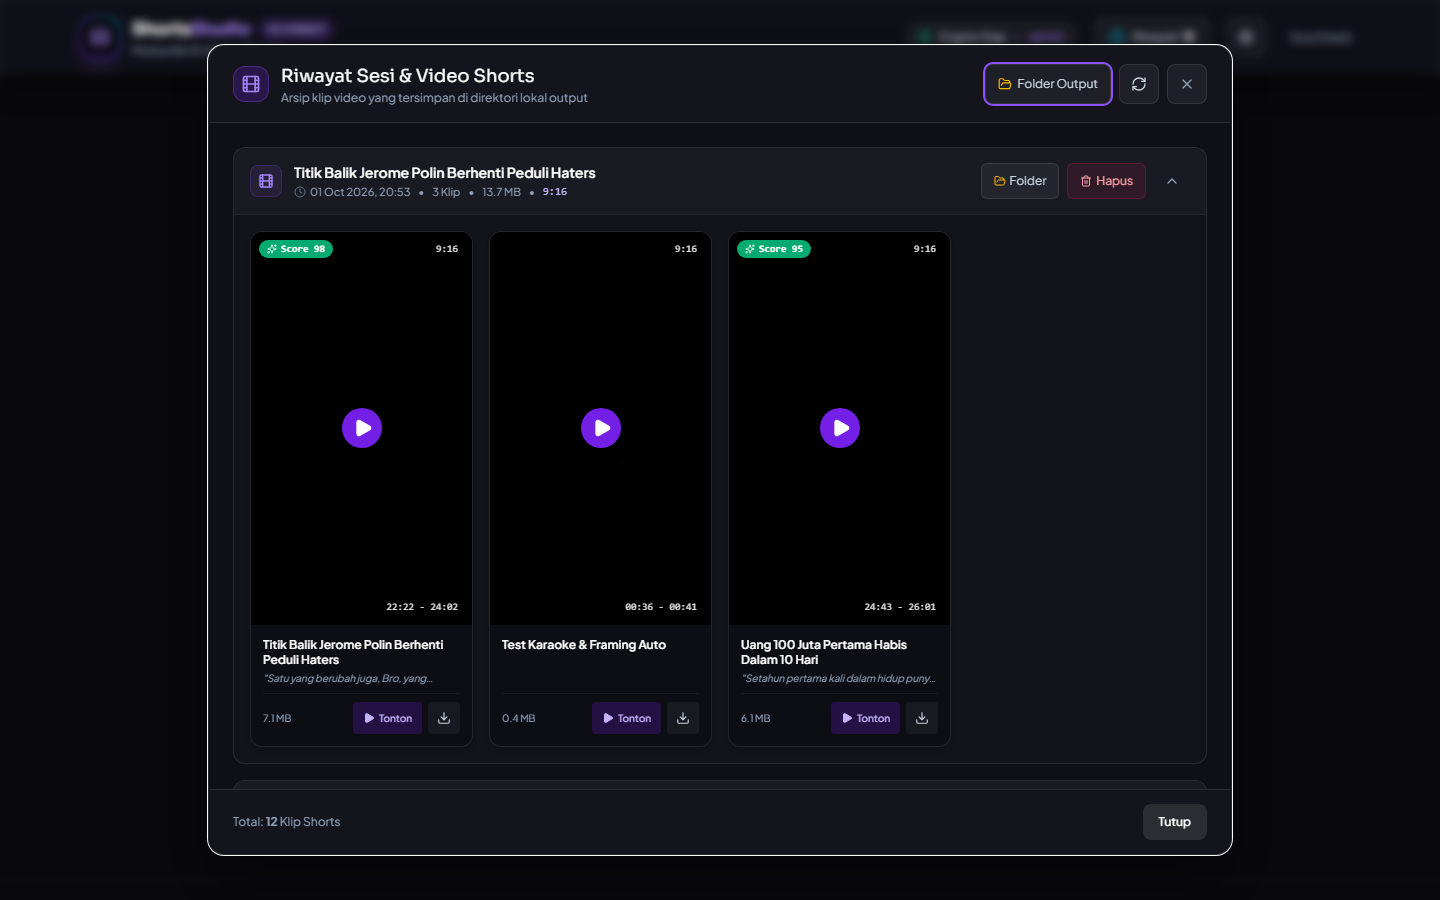 Riwayat Sesi & Video Shorts
Arsip klip video yang tersimpan di direktori lokal output
Folder Output
Titik Balik Jerome Polin Berhenti Peduli Haters
01 Oct 2026, 20:53 • 3 Klip • 13.7 MB • 9:16
Folder
Hapus
Score 98
9:16
22:22 - 24:02
Titik Balik Jerome Polin Berhenti
Peduli Haters
"Satu yang berubah juga, Bro, yang...
7.1 MB
Tonton
9:16
00:36 - 00:41
Test Karaoke & Framing Auto
0.4 MB
Tonton
Score 95
9:16
24:43 - 26:01
Uang 100 Juta Pertama Habis
Dalam 10 Hari
"Setahun pertama kali dalam hidup puny...
6.1 MB
Tonton
Total: 12 Klip Shorts
Tutup